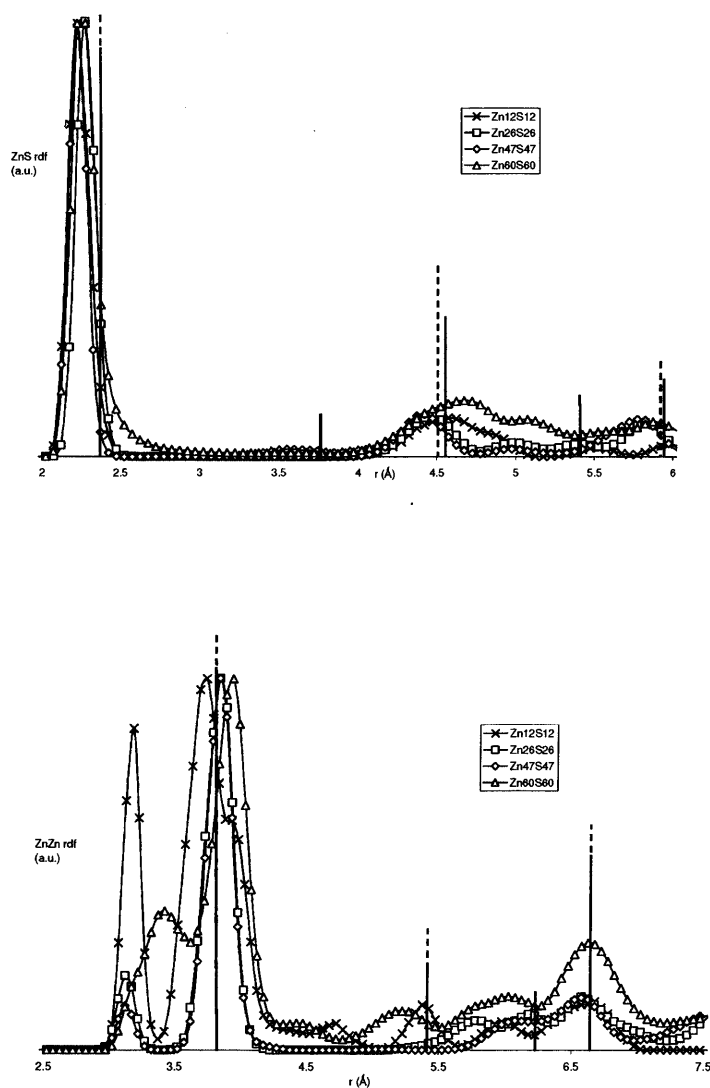 Zn12S12
Zn26S26
Zn47S47
Zn60S60
ZnS rdf
(a.u.)
2 2.5 3 3.5 4 4.5 5 5.5 6
r (Å)
Zn12S12
Zn26S26
Zn47S47
Zn60S60
ZnZn rdf
(a.u.)
2.5 3.5 4.5 5.5 6.5 7.5
r (Å)